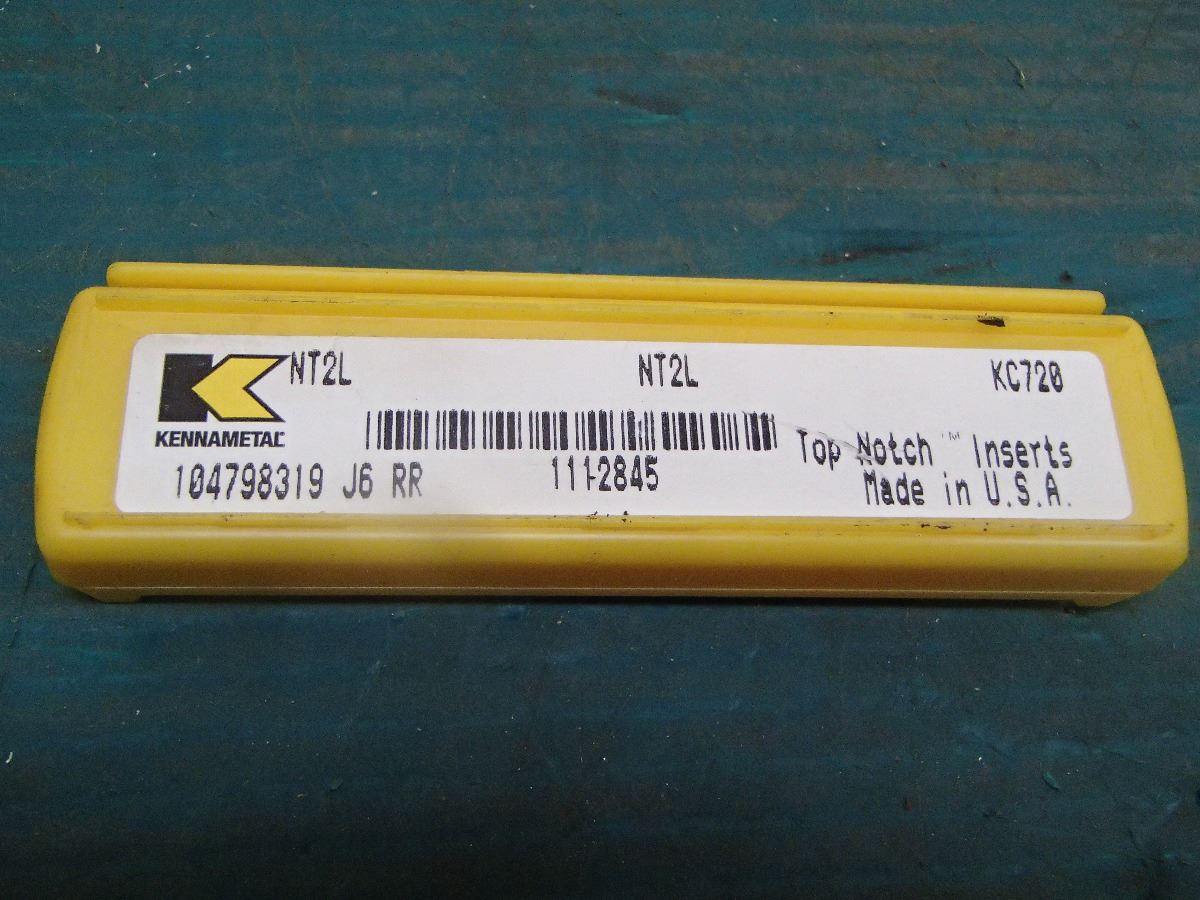 NT2L NT2L KC720
KENNAMETAL
Top Notch™ Inserts
104798319 J6 RR 111-2845 Made in U.S.A.